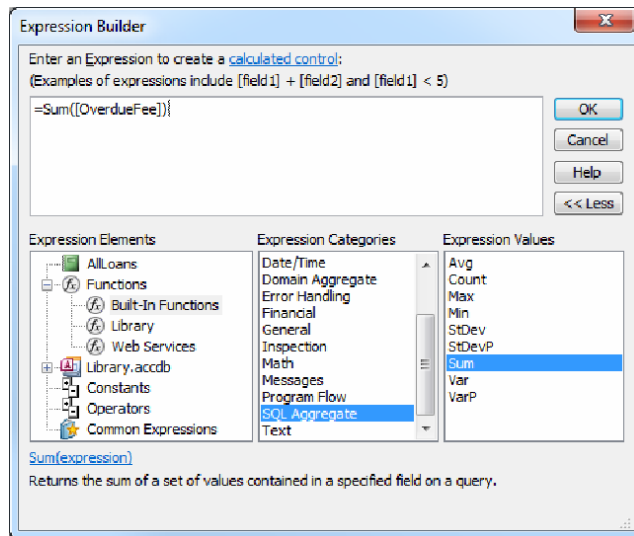 Expression Builder
Enter an Expression to create a calculated control:
(Examples of expressions include [field1] + [field2] and [field1] < 5)
=Sum([OverdueFee])
OK
Cancel
Help
<< Less
Expression Elements
AllLoans
Functions
Built-In Functions
Library
Web Services
Library.accdb
Constants
Operators
Common Expressions
Expression Categories
Date/Time
Domain Aggregate
Error Handling
Financial
General
Inspection
Math
Messages
Program Flow
SQL Aggregate
Text
Expression Values
Avg
Count
Max
Min
StDev
StDevP
Sum
Var
VarP
Sum(expression)
Returns the sum of a set of values contained in a specified field on a query.